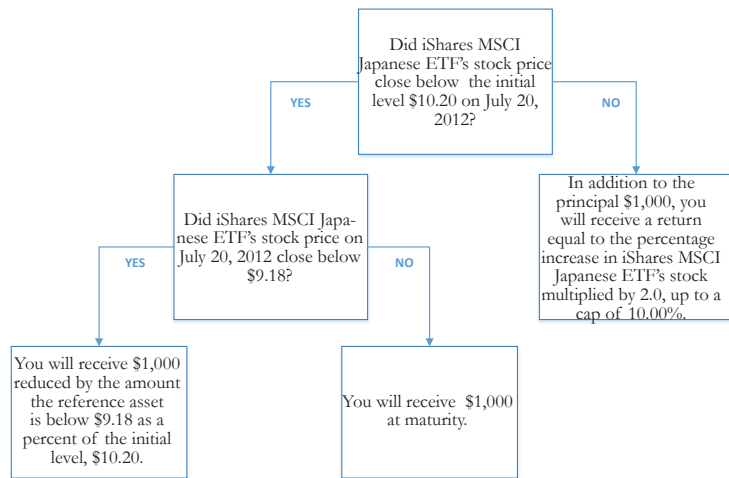 Did iShares MSCI
Japanese ETF's stock price
close below the initial
level $10.20 on July 20,
2012?
YES
NO
Did iShares MSCI Japa-
nese ETF's stock price on
July 20, 2012 close below
$9.18?
In addition to the
principal $1,000, you
will receive a return
equal to the percentage
increase in iShares MSCI
Japanese ETF's stock
multiplied by 2.0, up to a
cap of 10.00%.
YES
NO
You will receive $1,000
reduced by the amount
the reference asset
is below $9.18 as a
percent of the initial
level, $10.20.
You will receive $1,000
at maturity.